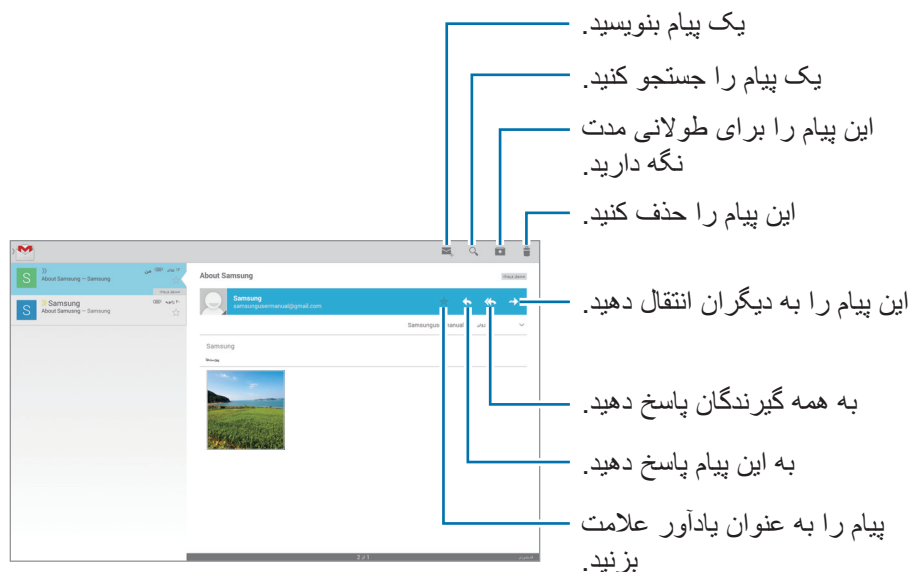 یک پیام بنویسید.
یک پیام را جستجو کنید.
این پیام را برای طولانی مدت
نگه دارید.
این پیام را حذف کنید.
این پیام را به دیگران انتقال دهید.
به همه گیرندگان پاسخ دهید.
به این پیام پاسخ دهید.
پیام را به عنوان یادآور علامت
بزنید.
S
من
About Samsung – Samsung
S
Samsung
About Samusng – Samsung
About Samsung
Samsung
samsungusermanual@gmail.com
Samsung